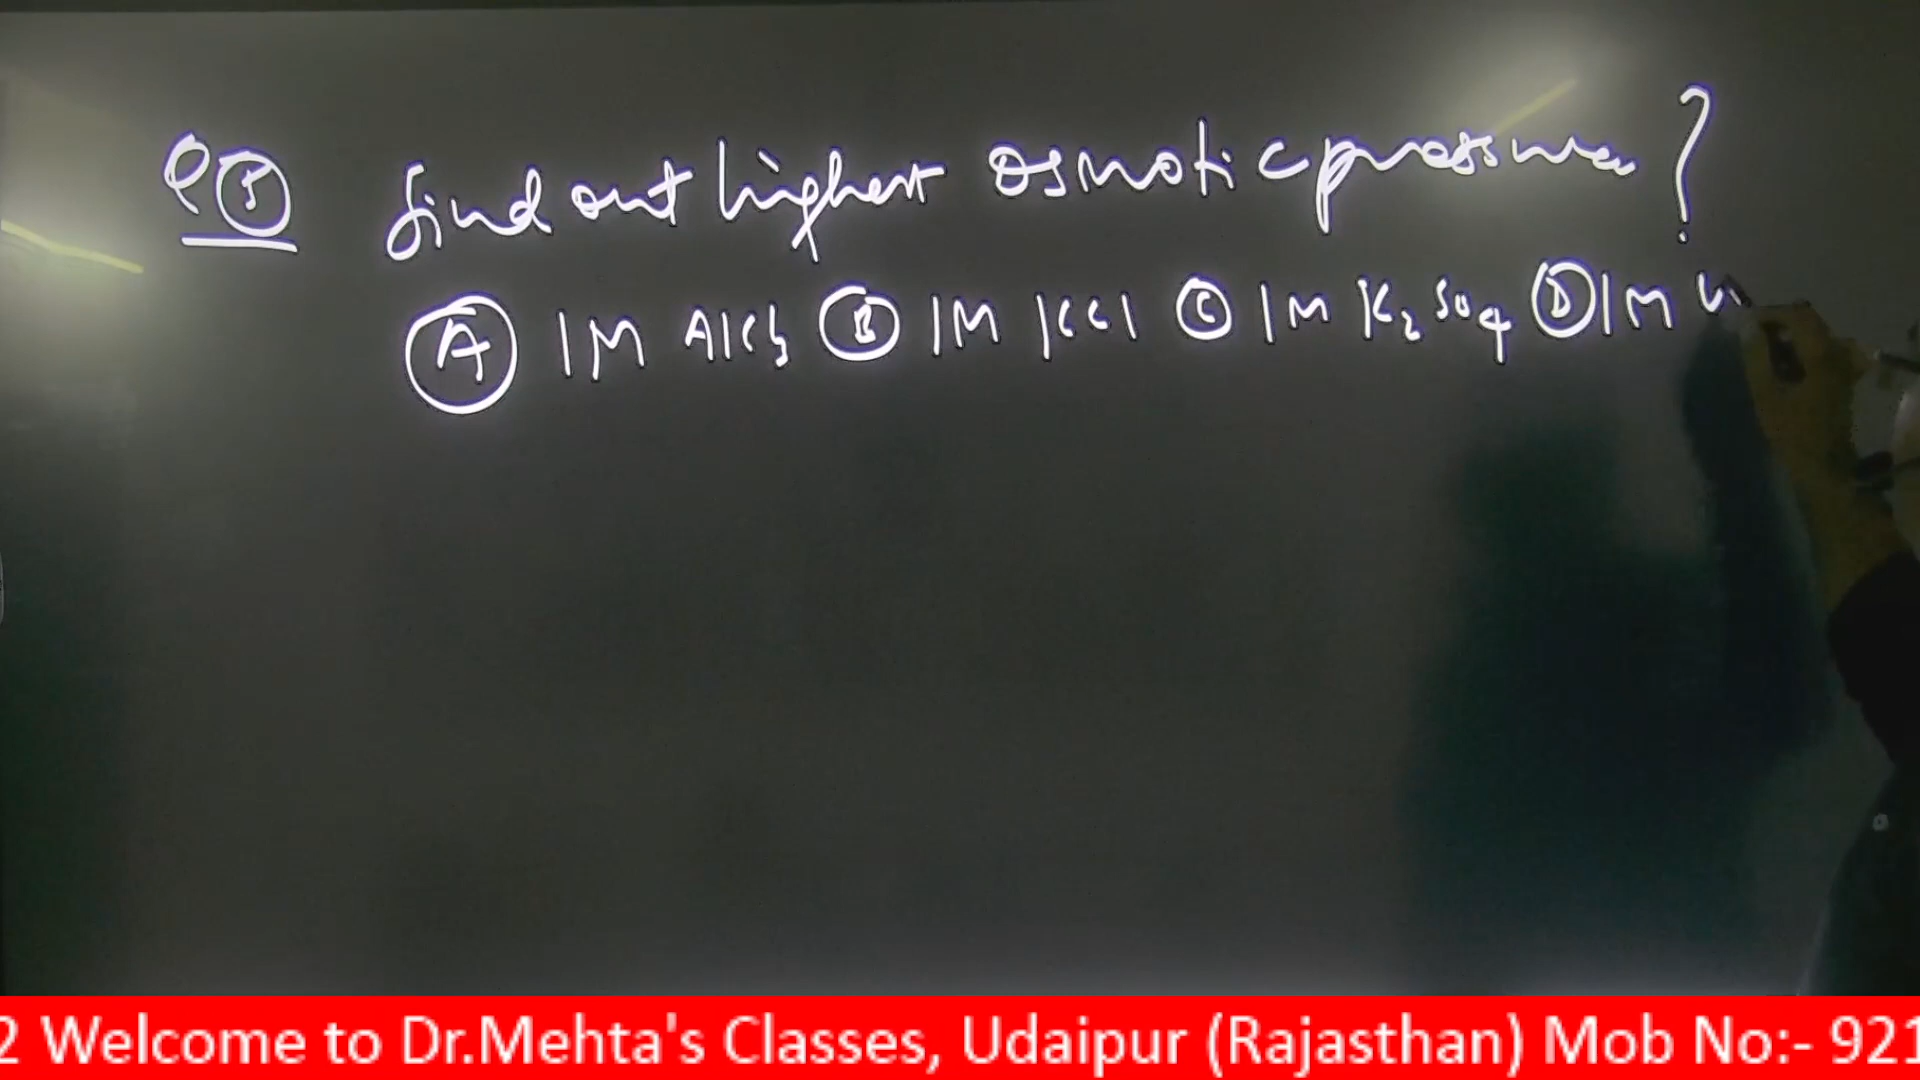 Q5 Find out highest osmotic pressure ?
A 1M AlCl3 B 1M KCl C 1M K2SO4 D 1M
2 Welcome to Dr.Mehta's Classes, Udaipur (Rajasthan) Mob No:- 921